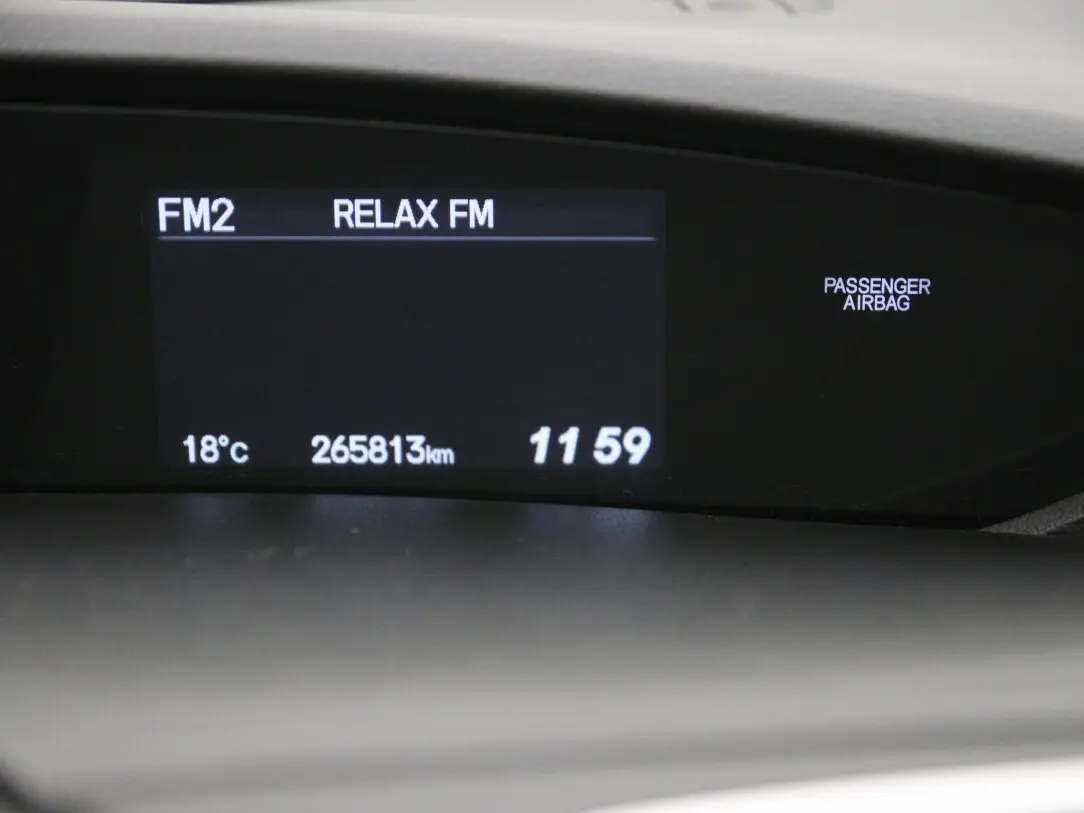 FM2 RELAX FM
PASSENGER
AIRBAG
18°C 265813km 11 59